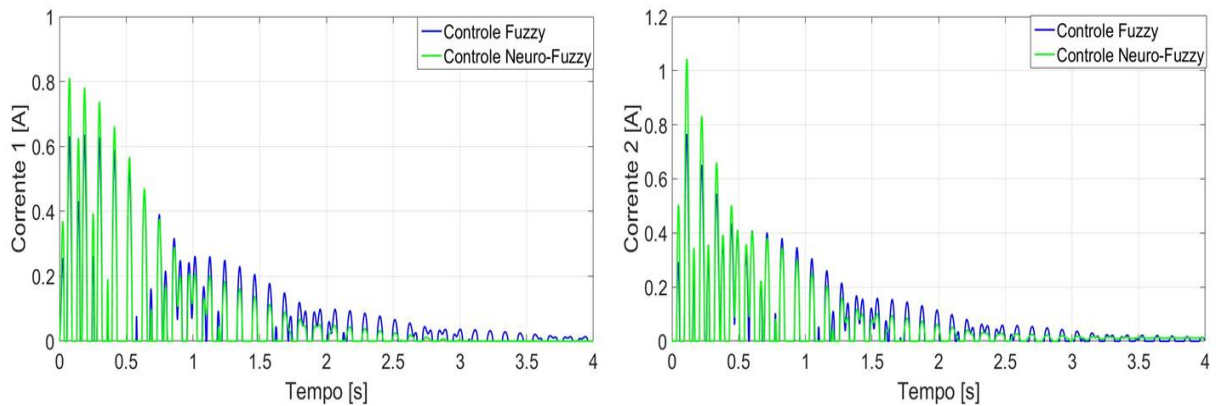 Corrente 1 [A]
1
0.8
0.6
0.4
0.2
0
Controle Fuzzy
Controle Neuro-Fuzzy
0 0.5 1 1.5 2 2.5 3 3.5 4
Tempo [s]
Corrente 2 [A]
1.2
1
0.8
0.6
0.4
0.2
0
Controle Fuzzy
Controle Neuro-Fuzzy
0 0.5 1 1.5 2 2.5 3 3.5 4
Tempo [s]